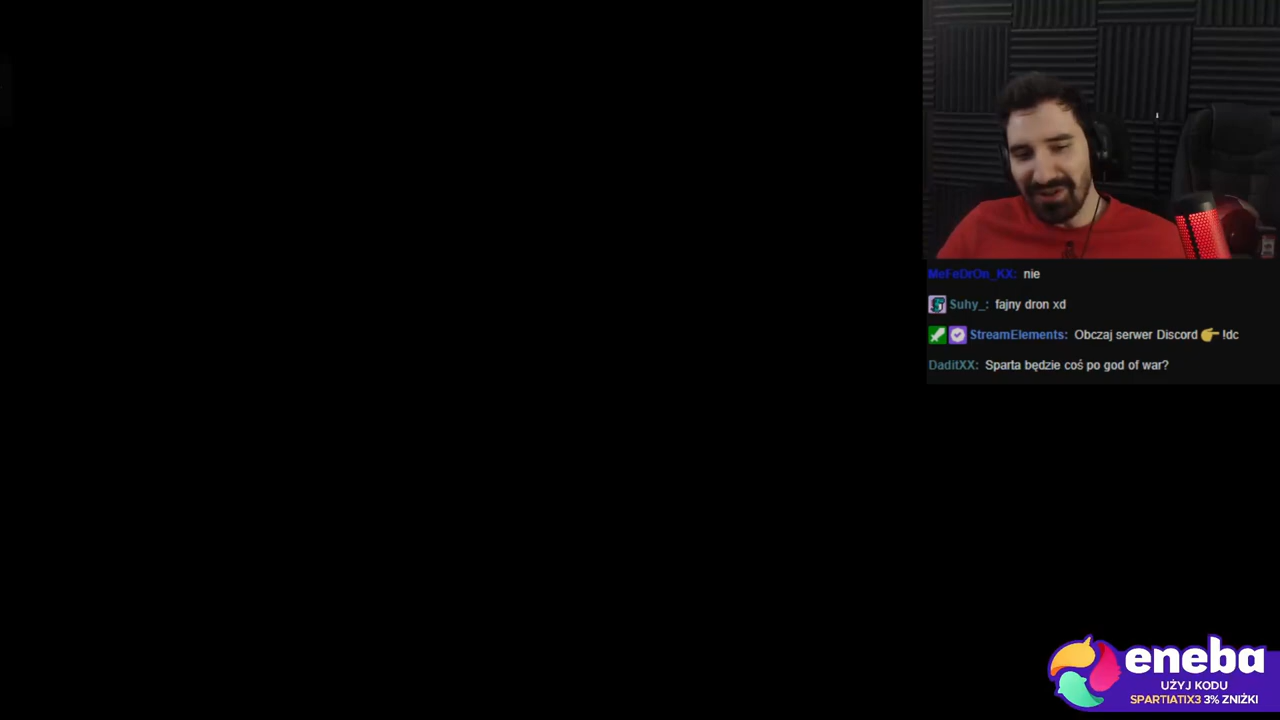 MeFeDrOn_KX: nie
Suhy_: fajny dron xd
StreamElements: Obczaj serwer Discord 👉 !dc
DaditXX: Sparta będzie coś po god of war?
eneba
UŻYJ KODU
SPARTIATIX3 3% ZNIŻKI